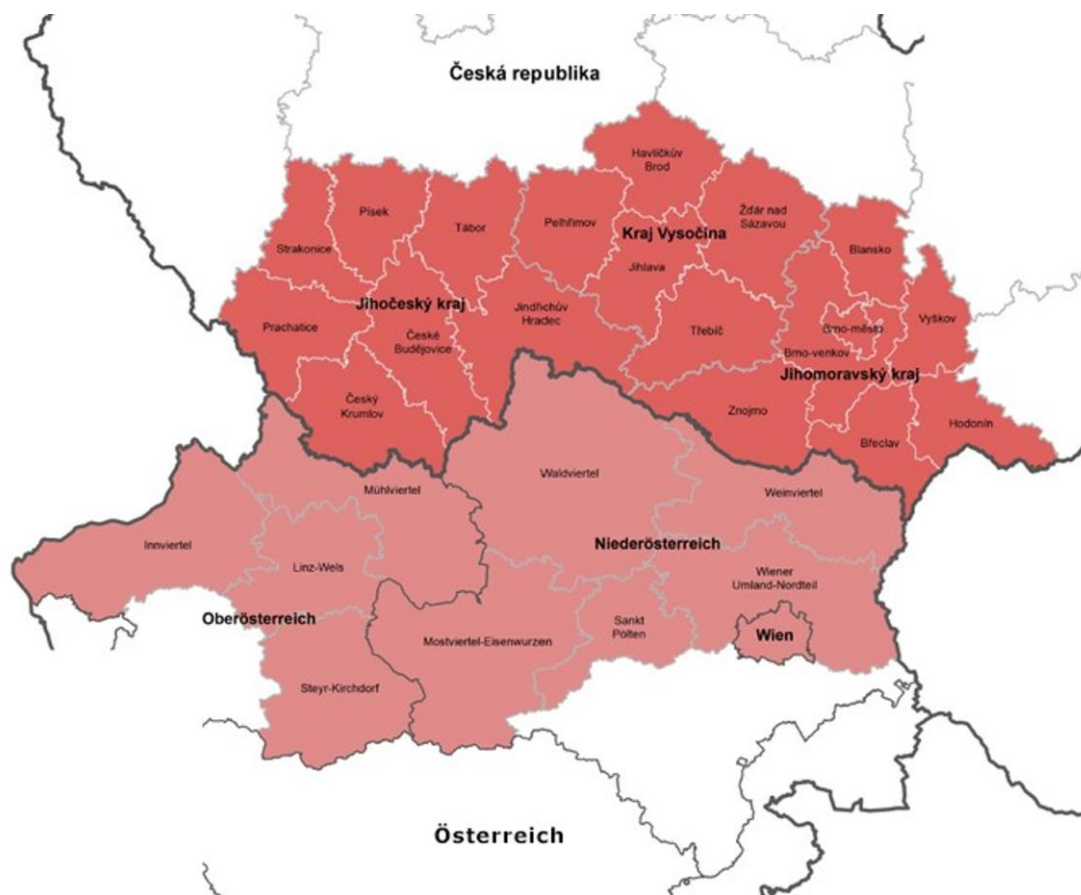 Česká republika
Havlíčkův
Brod
Písek
Tábor
Pelhřimov
Žďár nad
Sázavou
Kraj Vysočina
Strakonice
Blansko
Jihlava
Jihočeský kraj
Jindřichův
Hradec
Prachatice
České
Budějovice
Třebíč
Brno-město
Vyškov
Brno-venkov
Jihomoravský kraj
Český
Krumlov
Znojmo
Hodonín
Břeclav
Waldviertel
Mühlviertel
Weinviertel
Innviertel
Niederösterreich
Linz-Wels
Wiener
Umland-Nordteil
Oberösterreich
Sankt
Pölten
Wien
Mostviertel-Eisenwurzen
Steyr-Kirchdorf
Österreich